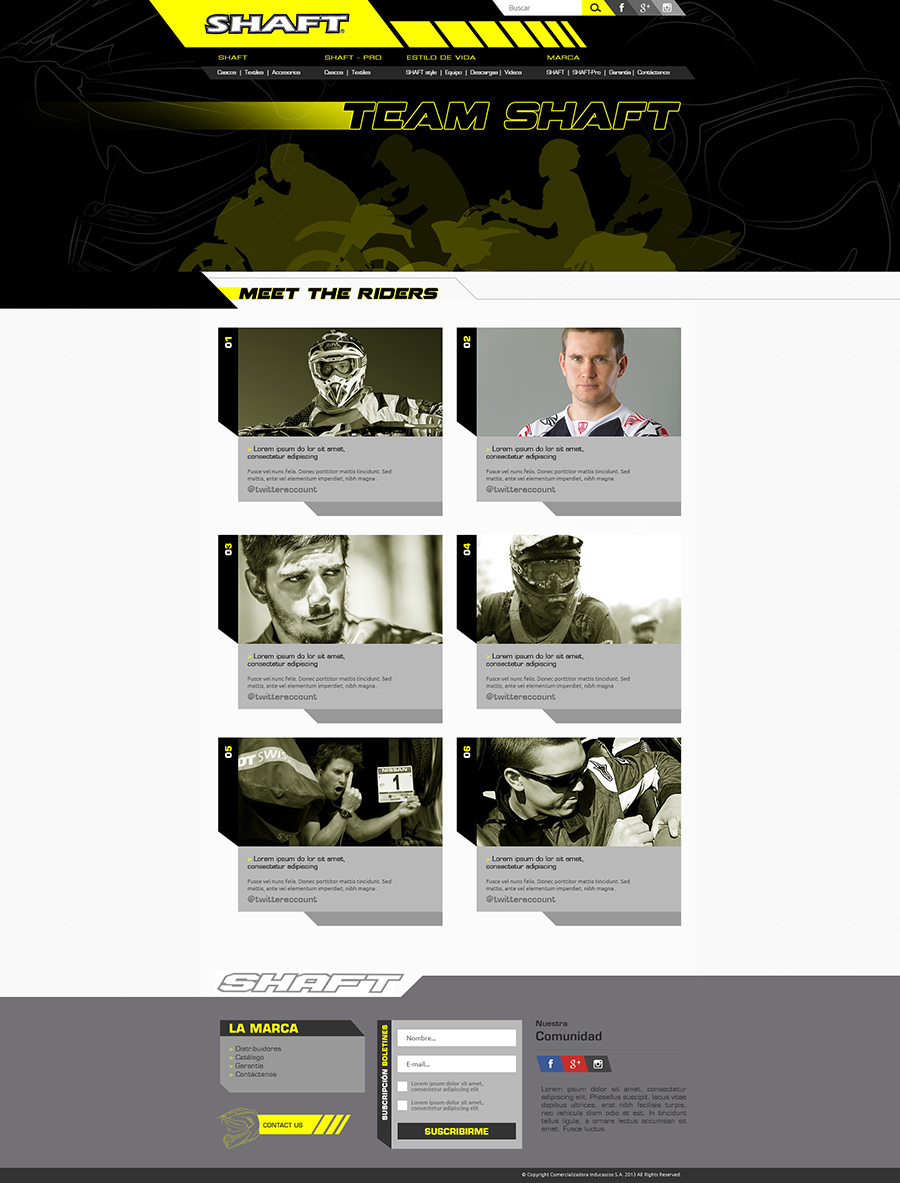 SHAFT
Buscar
SHAFT
SHAFT - PRO
ESTILO DE VIDA
MARCA
Cascos | Textiles | Accesorios
Cascos | Textiles
SHAFT style | Equipo | Descargas | Videos
SHAFT | SHAFT-Pro | Garantía | Contáctenos
TEAM SHAFT
MEET THE RIDERS
01
> Lorem ipsum do lor sit amet,
consectetur adipiscing
Fusce vel nunc felis. Donec porttitor mattis tincidunt. Sed
mattis, ante vel elementum imperdiet, nibh magna .
@twitteraccount
02
> Lorem ipsum do lor sit amet,
consectetur adipiscing
Fusce vel nunc felis. Donec porttitor mattis tincidunt. Sed
mattis, ante vel elementum imperdiet, nibh magna .
@twitteraccount
03
> Lorem ipsum do lor sit amet,
consectetur adipiscing
Fusce vel nunc felis. Donec porttitor mattis tincidunt. Sed
mattis, ante vel elementum imperdiet, nibh magna .
@twitteraccount
04
> Lorem ipsum do lor sit amet,
consectetur adipiscing
Fusce vel nunc felis. Donec porttitor mattis tincidunt. Sed
mattis, ante vel elementum imperdiet, nibh magna .
@twitteraccount
05
OT SWIS
NISSAN
1
> Lorem ipsum do lor sit amet,
consectetur adipiscing
Fusce vel nunc felis. Donec porttitor mattis tincidunt. Sed
mattis, ante vel elementum imperdiet, nibh magna .
@twitteraccount
06
> Lorem ipsum do lor sit amet,
consectetur adipiscing
Fusce vel nunc felis. Donec porttitor mattis tincidunt. Sed
mattis, ante vel elementum imperdiet, nibh magna .
@twitteraccount
SHAFT
LA MARCA
> Distribuidores
> Catálogo
> Garantía
> Contáctenos
CONTACT US
SUSCRIPCIÓN BOLETINES
Nombre...
E-mail...
Lorem ipsum dolor sit amet,
consectetur adipiscing elit
Lorem ipsum dolor sit amet,
consectetur adipiscing elit
SUSCRIBIRME
Nuestra
Comunidad
Lorem ipsum dolor sit amet, consectetur
adipiscing elit. Phasellus suscipit, lacus vitae
dapibus ultrices, erat nibh facilisis turpis,
nec vehicula diam odio at est. In tincidunt
tellus ligula, a ornare lectus accumsan sit
amet. Fusce luctus.
© Copyright Comercializadora Inducascos S.A. 2013 All Rights Reserved.